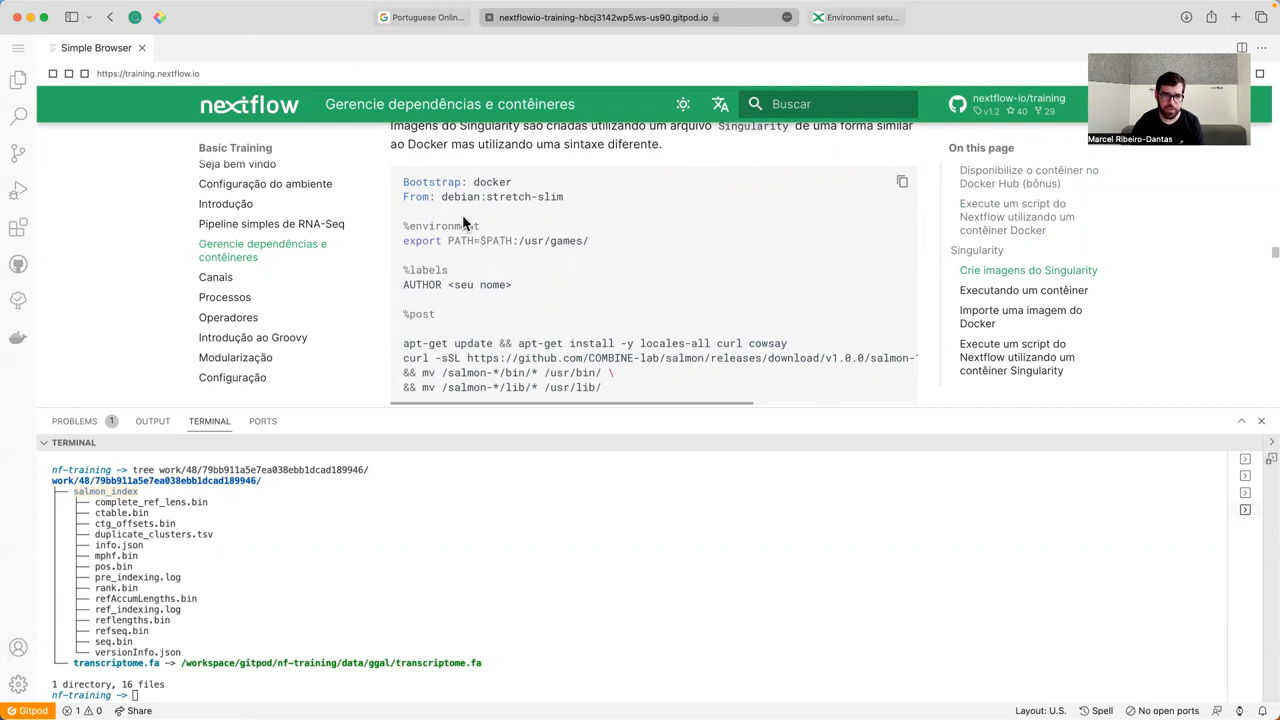 Portuguese Onlin...
nextflowio-training-hbcj3142wp5.ws-us90.gitpod.io
Environment setu...
Simple Browser
https://training.nextflow.io
nextflow
Gerencie dependências e contêineres
Buscar
nextflow-io/training
v1.2 40 29
Marcel Ribeiro-Dantas
Basic Training
Seja bem vindo
Configuração do ambiente
Introdução
Pipeline simples de RNA-Seq
Gerencie dependências e
contêineres
Canais
Processos
Operadores
Introdução ao Groovy
Modularização
Configuração
Imagens do Singularity são criadas utilizando um arquivo Singularity de uma forma similar
ao Docker mas utilizando uma sintaxe diferente.
Bootstrap: docker
From: debian:stretch-slim
%environment
export PATH=$PATH:/usr/games/
%labels
AUTHOR <seu nome>
%post
apt-get update && apt-get install -y locales-all curl cowsay
curl -sSL https://github.com/COMBINE-lab/salmon/releases/download/v1.0.0/salmon-
&& mv /salmon-*/bin/* /usr/bin/ \
&& mv /salmon-*/lib/* /usr/lib/
On this page
Disponibilize o contêiner no
Docker Hub (bônus)
Execute um script do
Nextflow utilizando um
contêiner Docker
Singularity
Crie imagens do Singularity
Executando um contêiner
Importe uma imagem do
Docker
Execute um script do
Nextflow utilizando um
contêiner Singularity
PROBLEMS 1 OUTPUT TERMINAL PORTS
TERMINAL
nf-training -> tree work/48/79bb911a5e7ea038ebb1dcad189946/
work/48/79bb911a5e7ea038ebb1dcad189946/
├── salmon_index
│   ├── complete_ref_lens.bin
│   ├── ctable.bin
│   ├── ctg_offsets.bin
│   ├── duplicate_clusters.tsv
│   ├── info.json
│   ├── mphf.bin
│   ├── pos.bin
│   ├── pre_indexing.log
│   ├── rank.bin
│   ├── refAccumLengths.bin
│   ├── ref_indexing.log
│   ├── reflengths.bin
│   ├── refseq.bin
│   ├── seq.bin
│   └── versionInfo.json
└── transcriptome.fa -> /workspace/gitpod/nf-training/data/ggal/transcriptome.fa
1 directory, 16 files
nf-training ->
Gitpod 1 0 Share
Layout: U.S. Spell No open ports